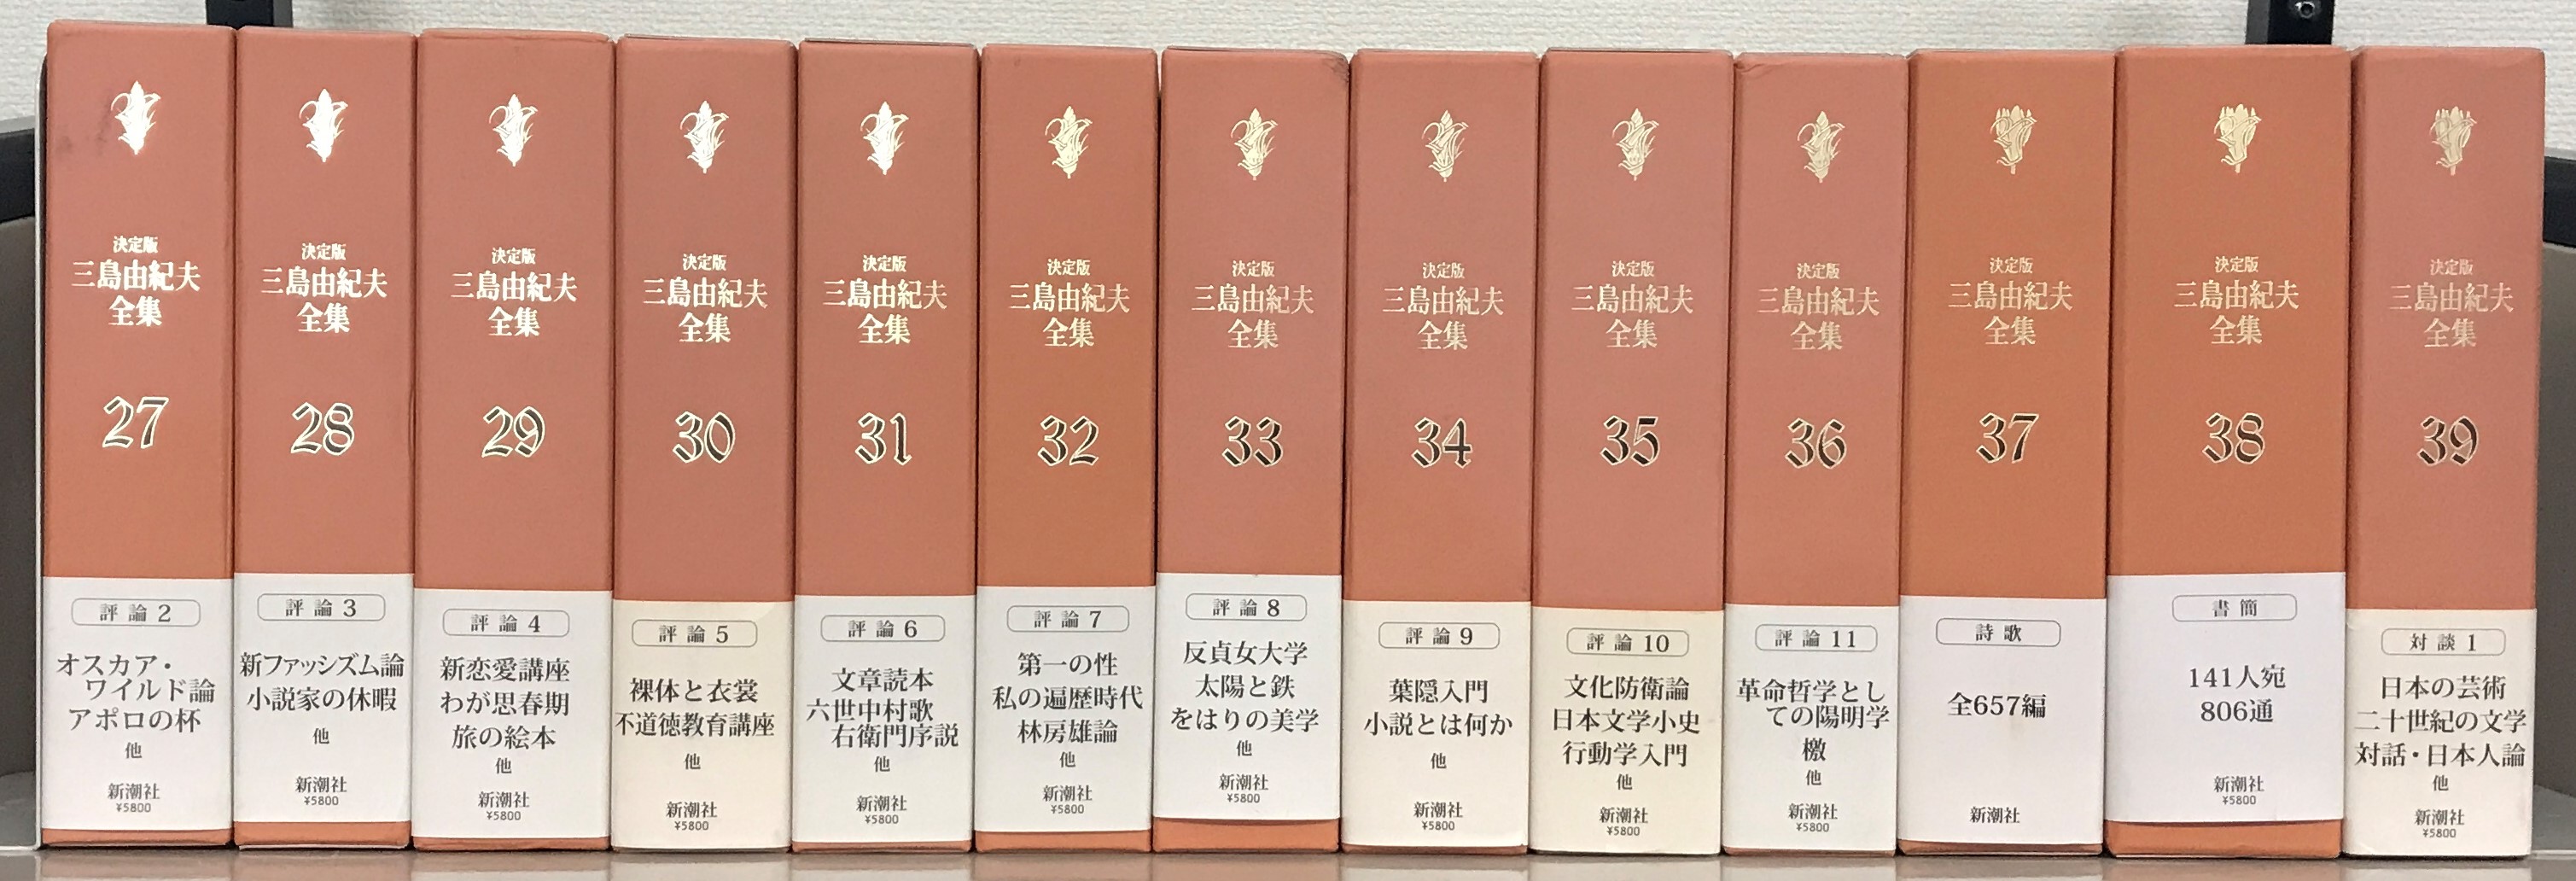 決定版
三島由紀夫
全集
27
評論 2
オスカア・
ワイルド論
アポロの杯
他
新潮社
¥5800
決定版
三島由紀夫
全集
28
評論 3
新ファッシズム論
小説家の休暇
他
新潮社
¥5800
決定版
三島由紀夫
全集
29
評論 4
新恋愛講座
わが思春期
旅の絵本
他
新潮社
¥5800
決定版
三島由紀夫
全集
30
評論 5
裸体と衣裳
不道徳教育講座
他
新潮社
¥5800
決定版
三島由紀夫
全集
31
評論 6
文章読本
六世中村歌
右衛門序説
他
新潮社
¥5800
決定版
三島由紀夫
全集
32
評論 7
第一の性
私の遍歴時代
林房雄論
他
新潮社
¥5800
決定版
三島由紀夫
全集
33
評論 8
反貞女大学
太陽と鉄
をはりの美学
他
新潮社
¥5800
決定版
三島由紀夫
全集
34
評論 9
葉隠入門
小説とは何か
他
新潮社
¥5800
決定版
三島由紀夫
全集
35
評論 10
文化防衛論
日本文学小史
行動学入門
他
新潮社
¥5800
決定版
三島由紀夫
全集
36
評論 11
革命哲学とし
ての陽明学
檄
他
新潮社
¥5800
決定版
三島由紀夫
全集
37
詩歌
全657編
新潮社
決定版
三島由紀夫
全集
38
書簡
141人宛
806通
新潮社
¥5800
決定版
三島由紀夫
全集
39
対談 1
日本の芸術
二十世紀の文学
対話・日本人論
他
新潮社
¥5800